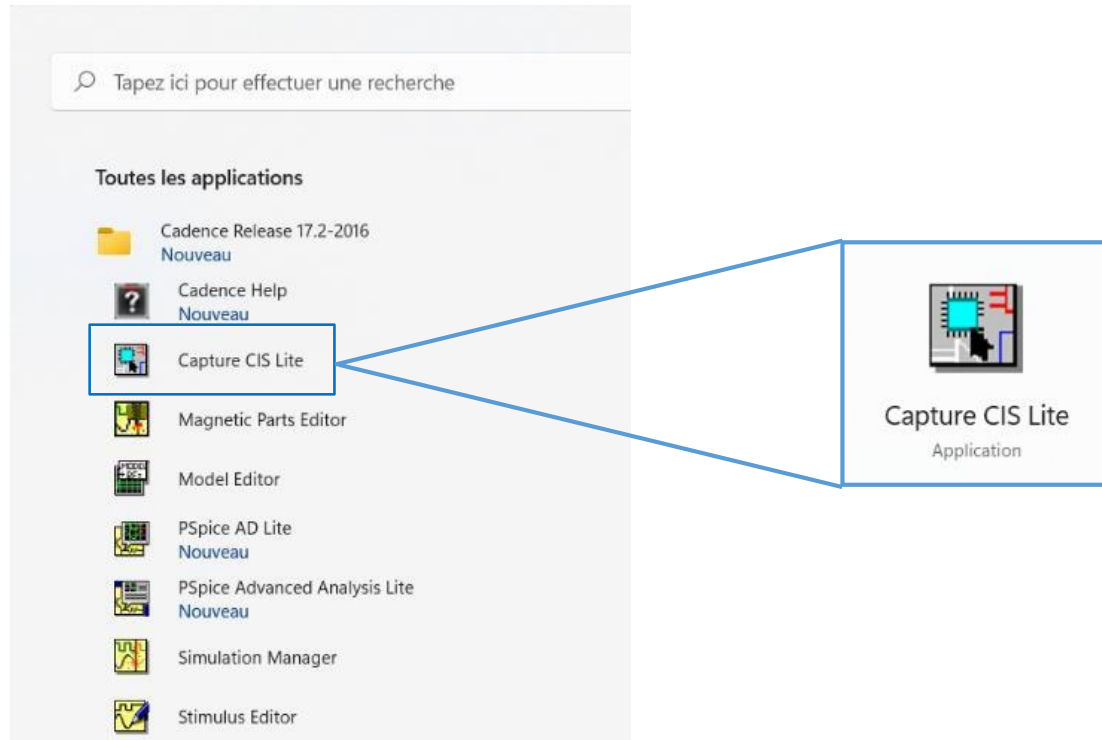 Tapez ici pour effectuer une recherche
Toutes les applications
Cadence Release 17.2-2016
Nouveau
Cadence Help
Nouveau
Capture CIS Lite
Magnetic Parts Editor
Model Editor
PSpice AD Lite
Nouveau
PSpice Advanced Analysis Lite
Nouveau
Simulation Manager
Stimulus Editor
Capture CIS Lite
Application